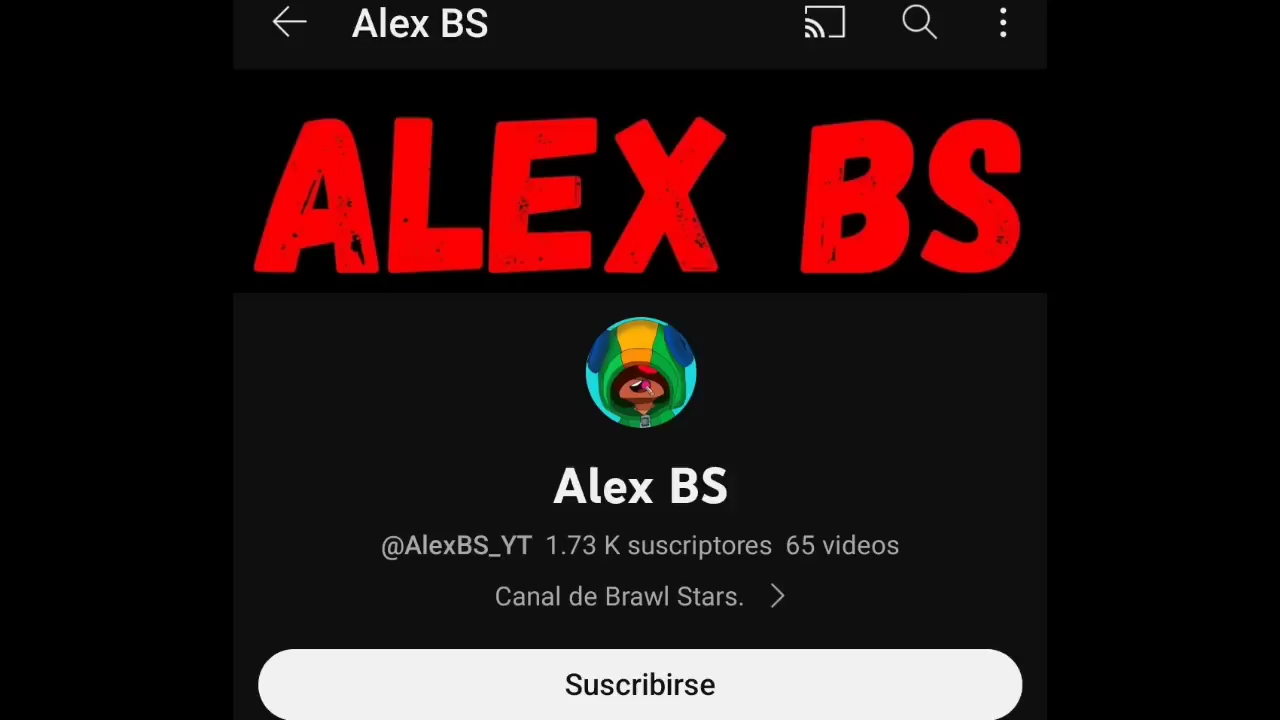 Alex BS
ALEX BS
Alex BS
@AlexBS_YT 1.73 K suscriptores 65 videos
Canal de Brawl Stars.
Suscribirse